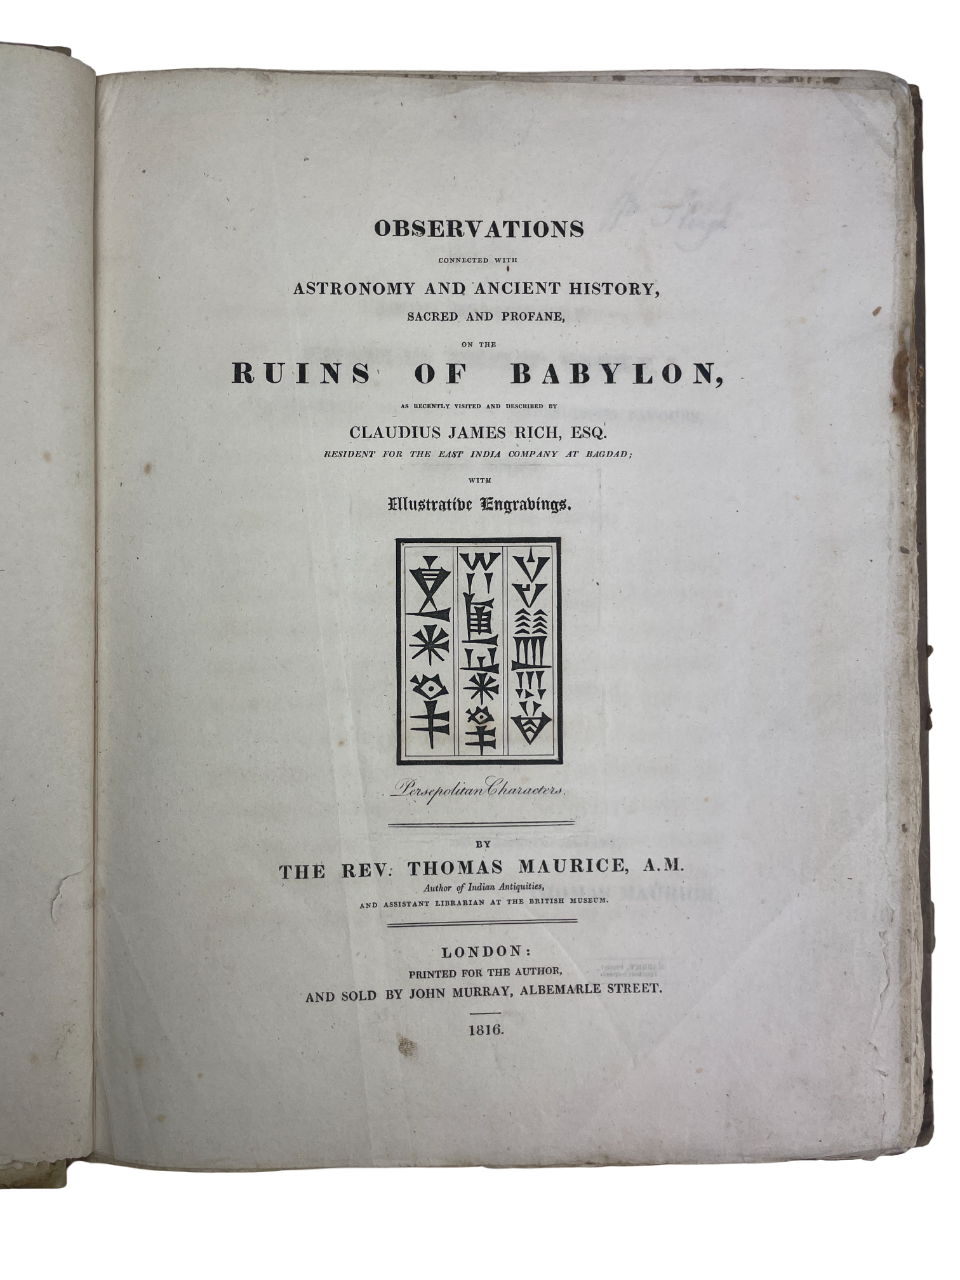 OBSERVATIONS
CONNECTED WITH
ASTRONOMY AND ANCIENT HISTORY,
SACRED AND PROFANE,
ON THE
RUINS OF BABYLON,
AS RECENTLY VISITED AND DESCRIBED BY
CLAUDIUS JAMES RICH, ESQ.
RESIDENT FOR THE EAST INDIA COMPANY AT BAGDAD;
WITH
Illustrative Engravings.
Persepolitan Characters.
BY
THE REV. THOMAS MAURICE, A.M.
Author of Indian Antiquities,
AND ASSISTANT LIBRARIAN AT THE BRITISH MUSEUM.
LONDON:
PRINTED FOR THE AUTHOR,
AND SOLD BY JOHN MURRAY, ALBEMARLE STREET.
1816.